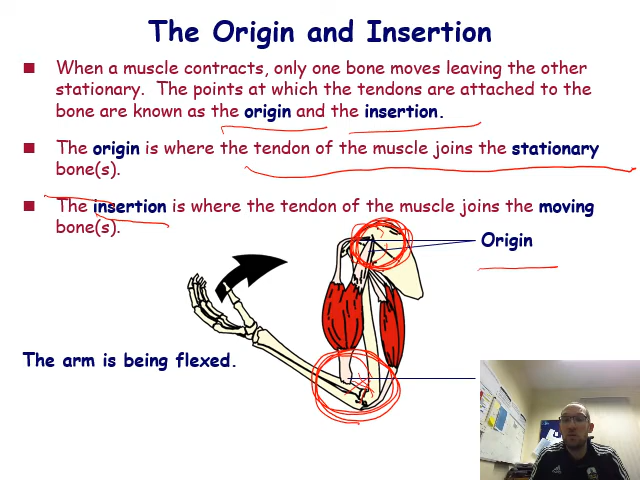 The Origin and Insertion
When a muscle contracts, only one bone moves leaving the other
stationary. The points at which the tendons are attached to the
bone are known as the origin and the insertion.
The origin is where the tendon of the muscle joins the stationary
bone(s).
The insertion is where the tendon of the muscle joins the moving
bone(s).
Origin
The arm is being flexed.